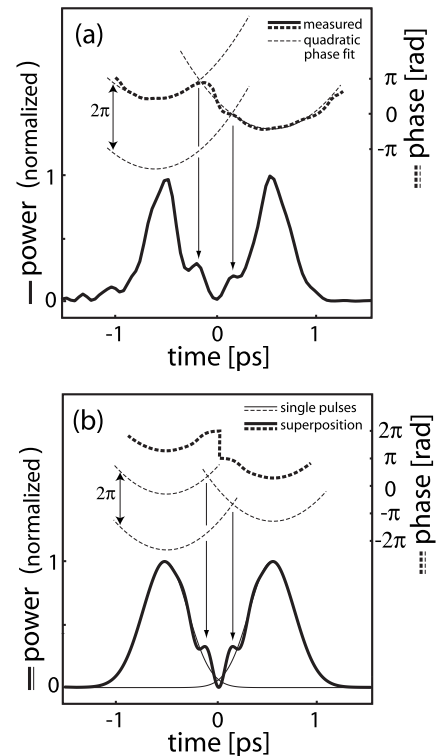 (a)
measured
quadratic
phase fit
2π
π
0
-π
phase [rad]
power (normalized)
1
0
-1
0
1
time [ps]
(b)
single pulses
superposition
2π
2π
π
0
-π
-2π
phase [rad]
power (normalized)
1
0
-1
0
1
time [ps]